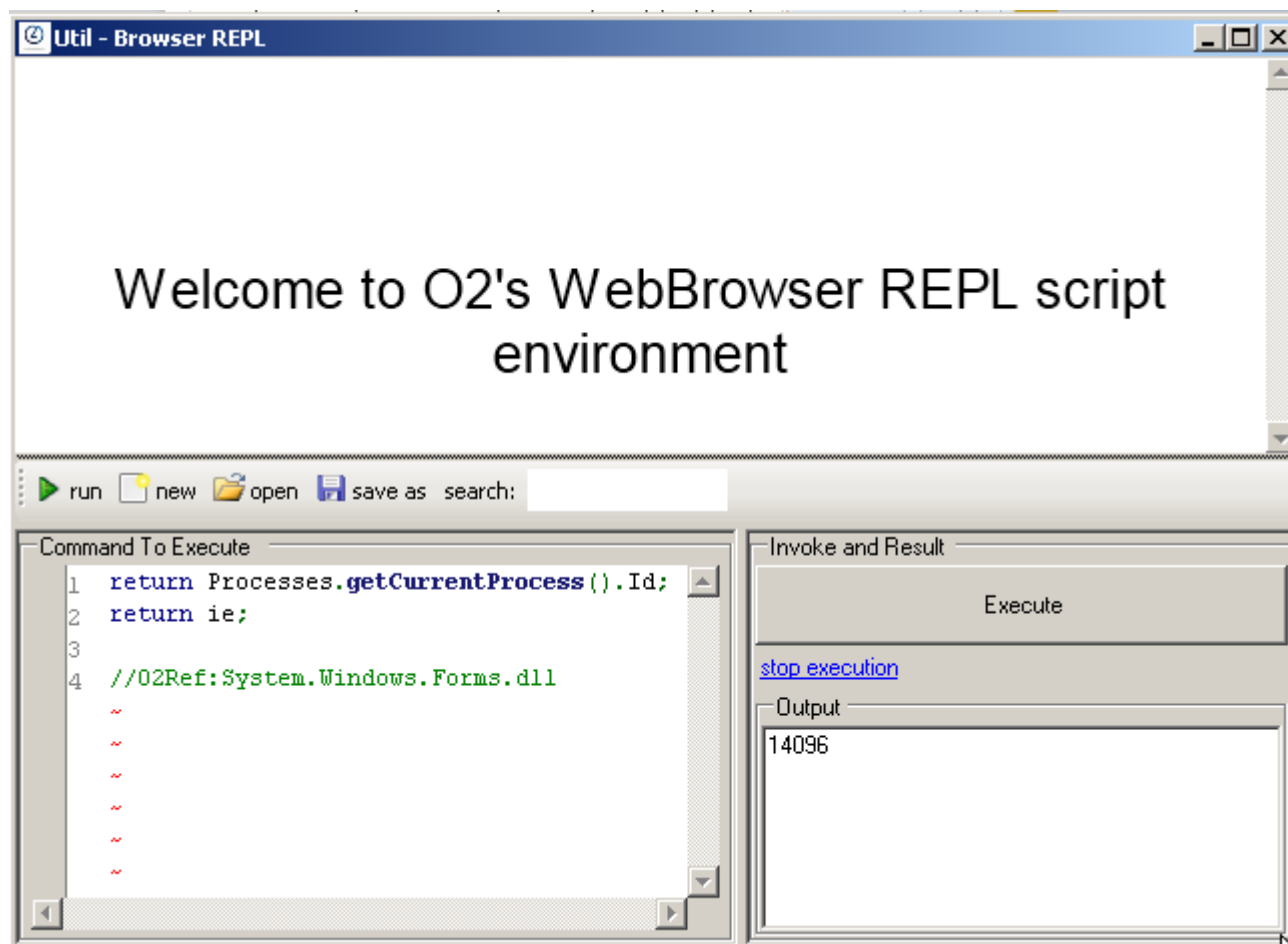 Util - Browser REPL
Welcome to O2's WebBrowser REPL script
environment
run new open save as search:
Command To Execute
1 return Processes.getCurrentProcess().Id;
2 return ie;
3
4 //O2Ref:System.Windows.Forms.dll
~
~
~
~
~
~
Invoke and Result
Execute
stop execution
Output
14096